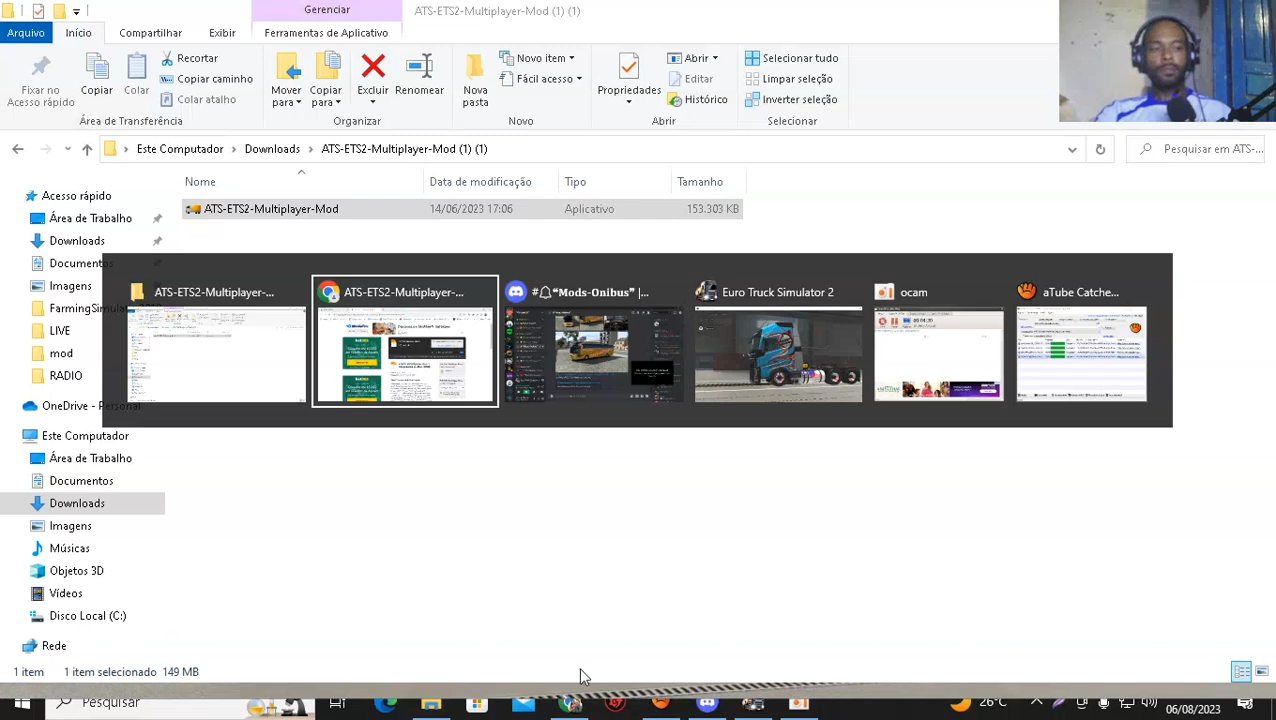 Gerenciar
ATS-ETS2-Multiplayer-Mod (1) (1)
Arquivo
Início
Compartilhar
Exibir
Ferramentas de Aplicativo
Fixar no
Acesso rápido
Copiar
Colar
Recortar
Copiar caminho
Colar atalho
Mover
para
Copiar
para
Excluir
Renomear
Nova
pasta
Novo item
Fácil acesso
Propriedades
Abrir
Editar
Histórico
Selecionar tudo
Limpar seleção
Inverter seleção
Área de Transferência
Organizar
Novo
Abrir
Selecionar
Este Computador
Downloads
ATS-ETS2-Multiplayer-Mod (1) (1)
Pesquisar em ATS-...
Nome
Data de modificação
Tipo
Tamanho
ATS-ETS2-Multiplayer-Mod
14/06/2023 17:06
Aplicativo
153.303 KB
Acesso rápido
Área de Trabalho
Downloads
Documentos
Imagens
LIVE
mod
RADIO
OneDrive - Personal
Este Computador
Área de Trabalho
Documentos
Downloads
Imagens
Músicas
Objetos 3D
Vídeos
Disco Local (C:)
Rede
ATS-ETS2-Multiplayer-...
ATS-ETS2-Multiplayer-...
#🔔❝𝐌𝐨𝐝𝐬-𝐎𝐧𝐢𝐛𝐮𝐬❞ |...
Euro Truck Simulator 2
ocam
aTube Catche...
1 item
1 item selecionado
149 MB
Pesquisar
26°C
06/08/2023